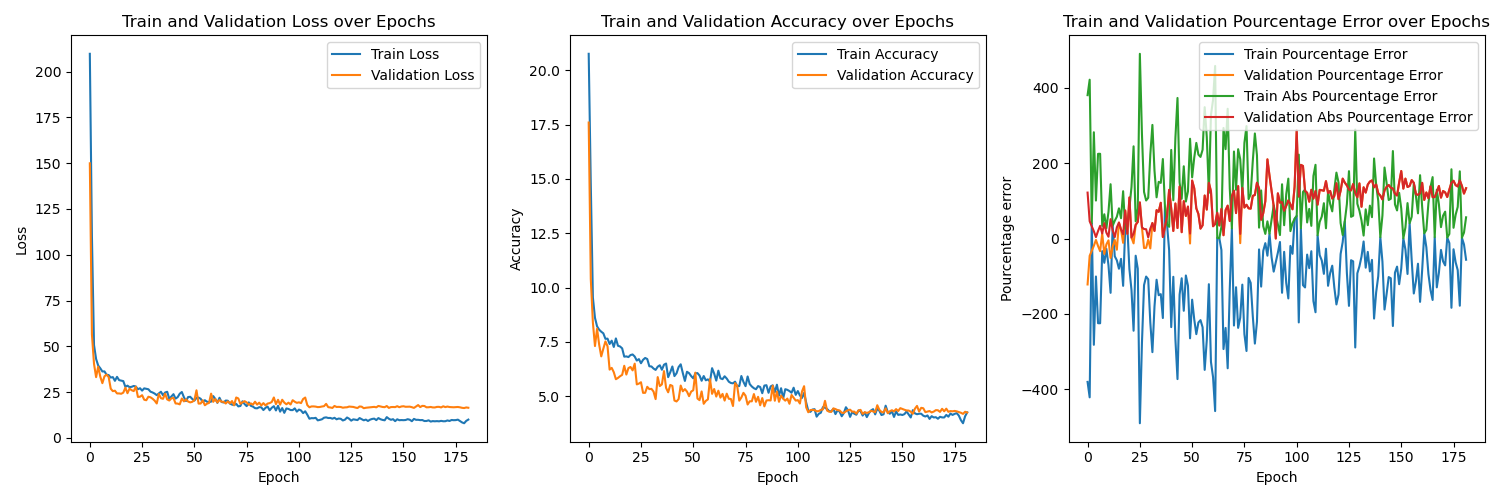 Train and Validation Loss over Epochs
Train Loss
Validation Loss
Loss
200
175
150
125
100
75
50
25
0
0 25 50 75 100 125 150 175
Epoch
Train and Validation Accuracy over Epochs
Train Accuracy
Validation Accuracy
Accuracy
20.0
17.5
15.0
12.5
10.0
7.5
5.0
0 25 50 75 100 125 150 175
Epoch
Train and Validation Pourcentage Error over Epochs
Train Pourcentage Error
Validation Pourcentage Error
Train Abs Pourcentage Error
Validation Abs Pourcentage Error
Pourcentage error
400
200
0
−200
−400
0 25 50 75 100 125 150 175
Epoch